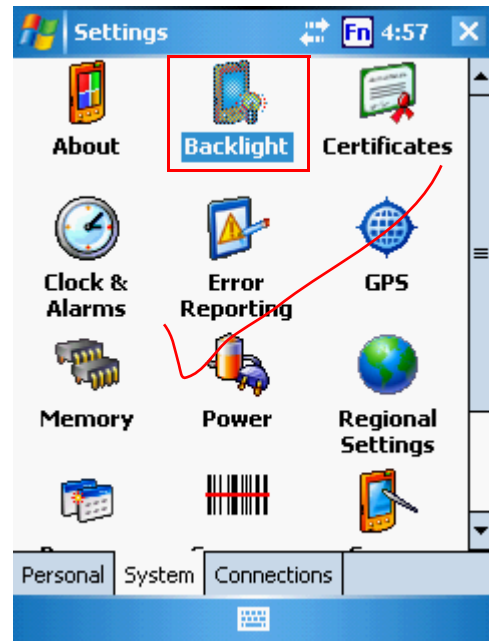 Settings Fn 4:57
About Backlight Certificates
Clock & Error GPS
Alarms Reporting
Memory Power Regional
Settings
Personal System Connections